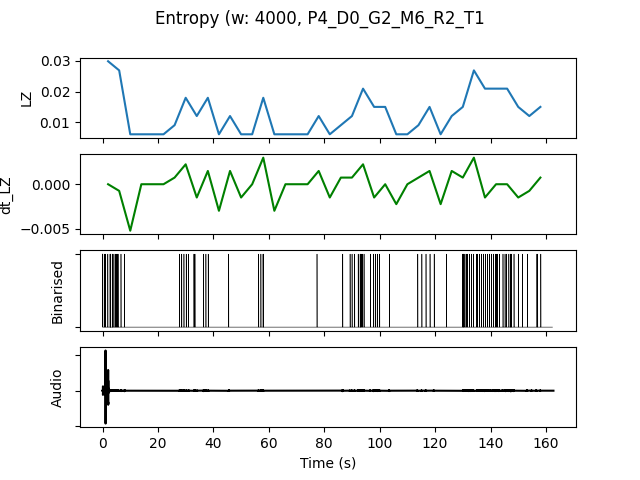 Entropy (w: 4000, P4_D0_G2_M6_R2_T1
0.03
0.02
0.01
LZ
0.000
−0.005
dt_LZ
Binarised
Audio
0 20 40 60 80 100 120 140 160
Time (s)